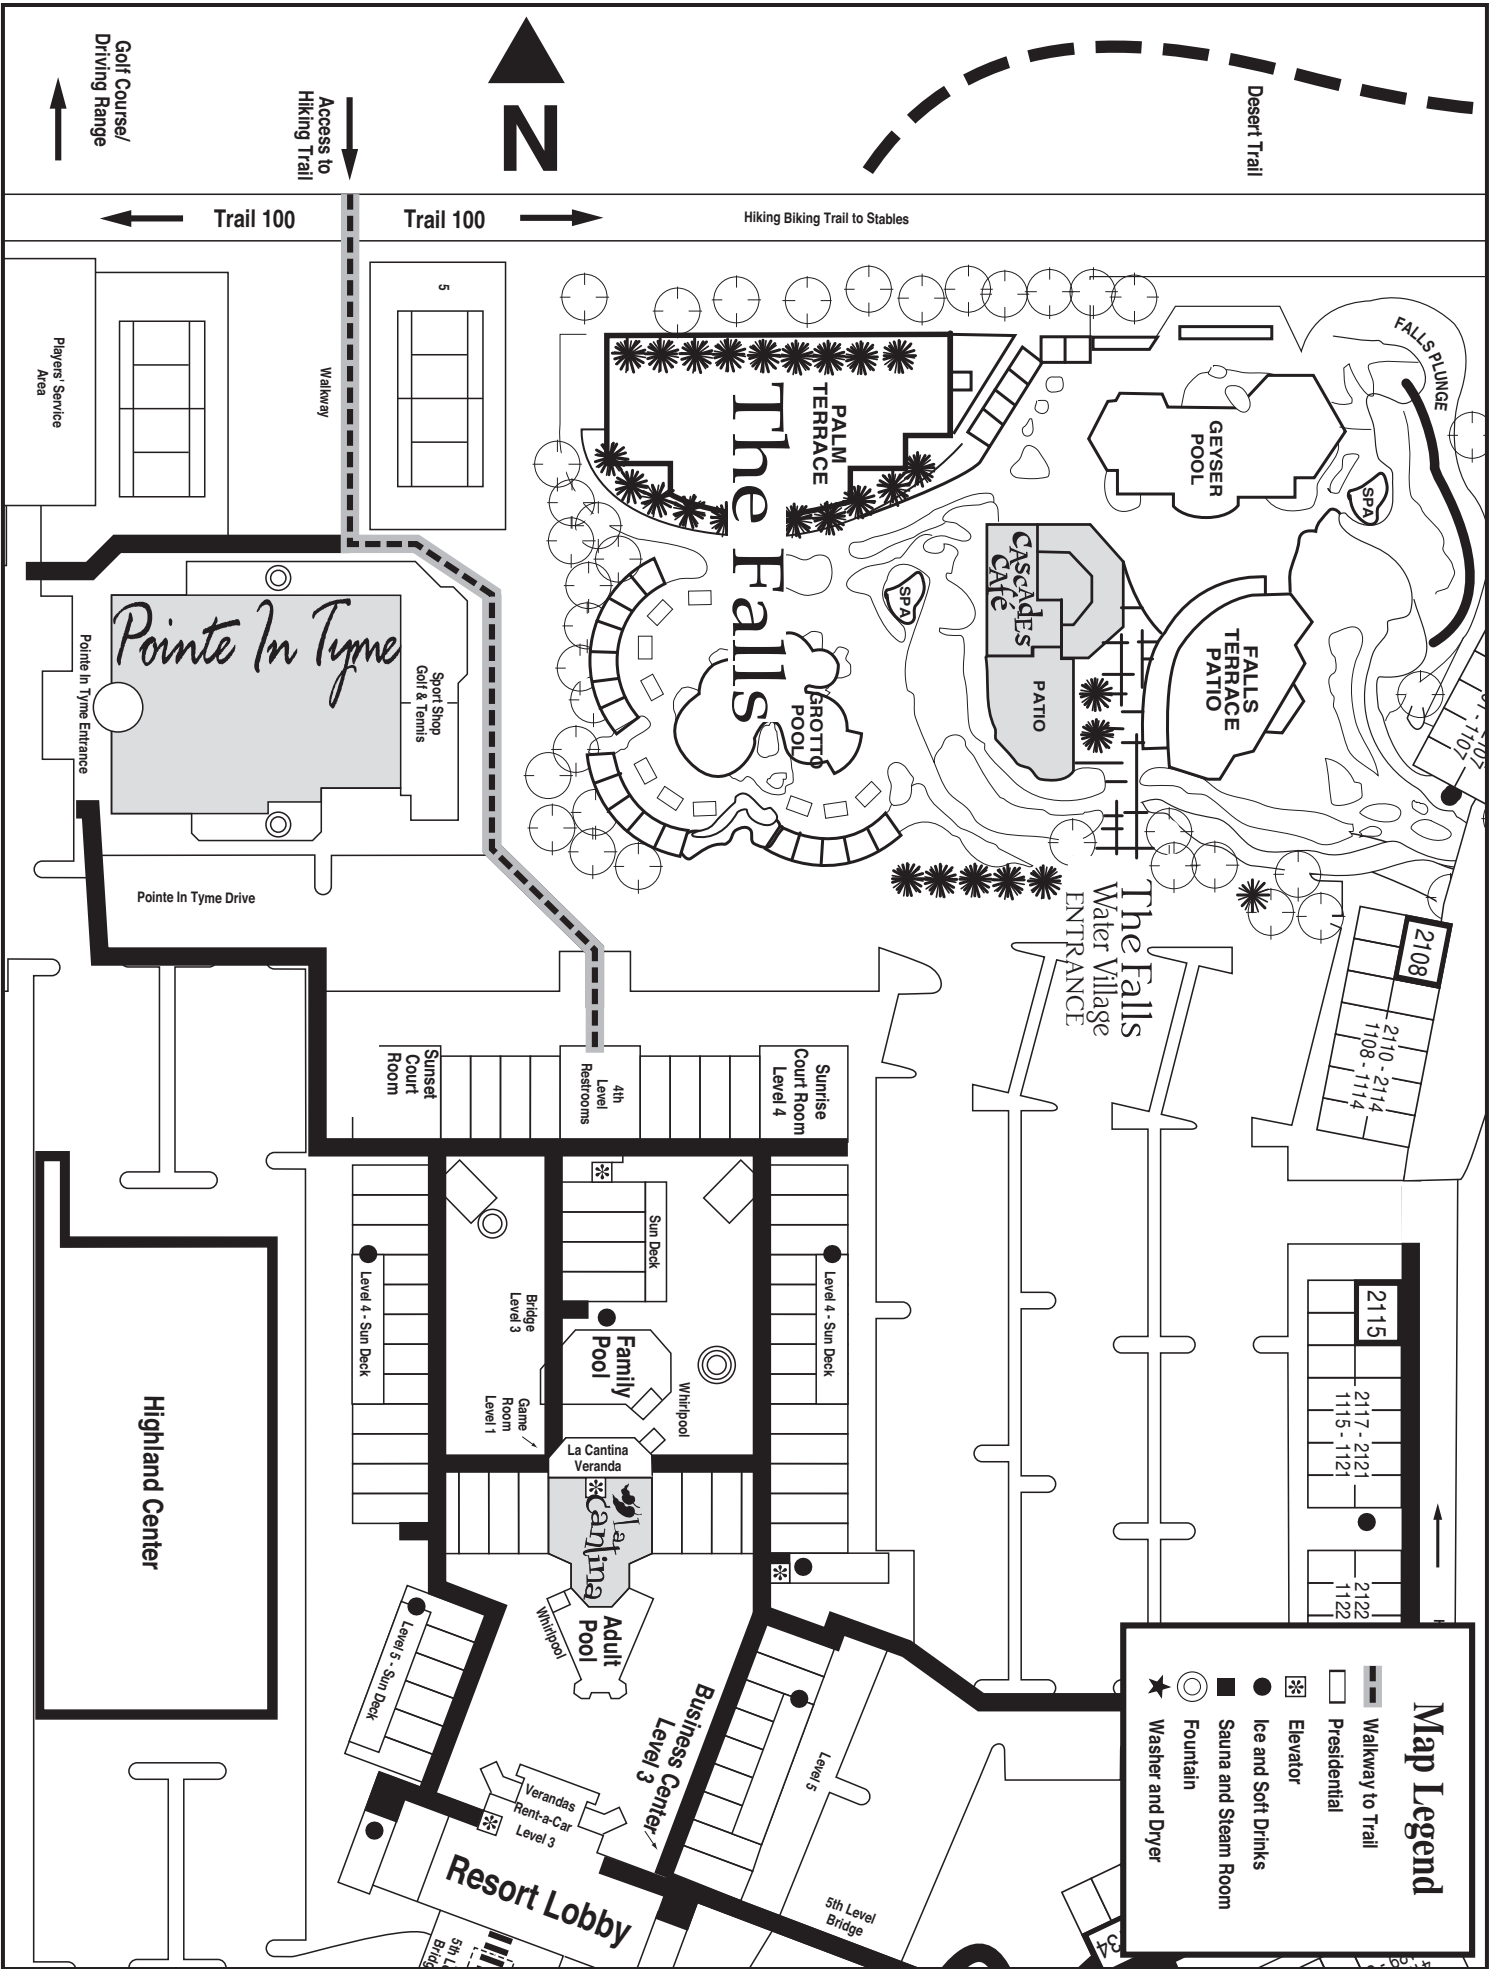 Golf Course/
Driving Range
Access to
Hiking Trail
N
Desert Trail
Trail 100
Trail 100
Hiking Biking Trail to Stables
Players' Service
Area
Walkway
5
PALM
TERRACE
The Falls
GEYSER
POOL
FALLS PLUNGE
SPA
SPA
CASCADES
CAFé
PATIO
FALLS
TERRACE
PATIO
GROTTO
POOL
Pointe In Tyme
Sport Shop
Golf & Tennis
Pointe In Tyme Entrance
Pointe In Tyme Drive
The Falls
Water Village
ENTRANCE
2108
2110 - 2114
1108 - 1114
2115
2117 - 2121
1115 - 1121
2122
1122
Sunset
Court
Room
4th
Level
Restrooms
Sunrise
Court Room
Level 4
Sun Deck
Level 4 - Sun Deck
Level 4 - Sun Deck
Bridge
Level 3
Family
Pool
Whirlpool
Game
Room
Level 1
La Cantina
Veranda
La
Cantina
Adult
Pool
Whirlpool
Highland Center
Level 5 - Sun Deck
Business Center
Level 3
Level 5
Verandas
Rent-a-Car
Level 3
Resort Lobby
5th Level
Bridge
Map Legend
Walkway to Trail
Presidential
Elevator
Ice and Soft Drinks
Sauna and Steam Room
Fountain
Washer and Dryer